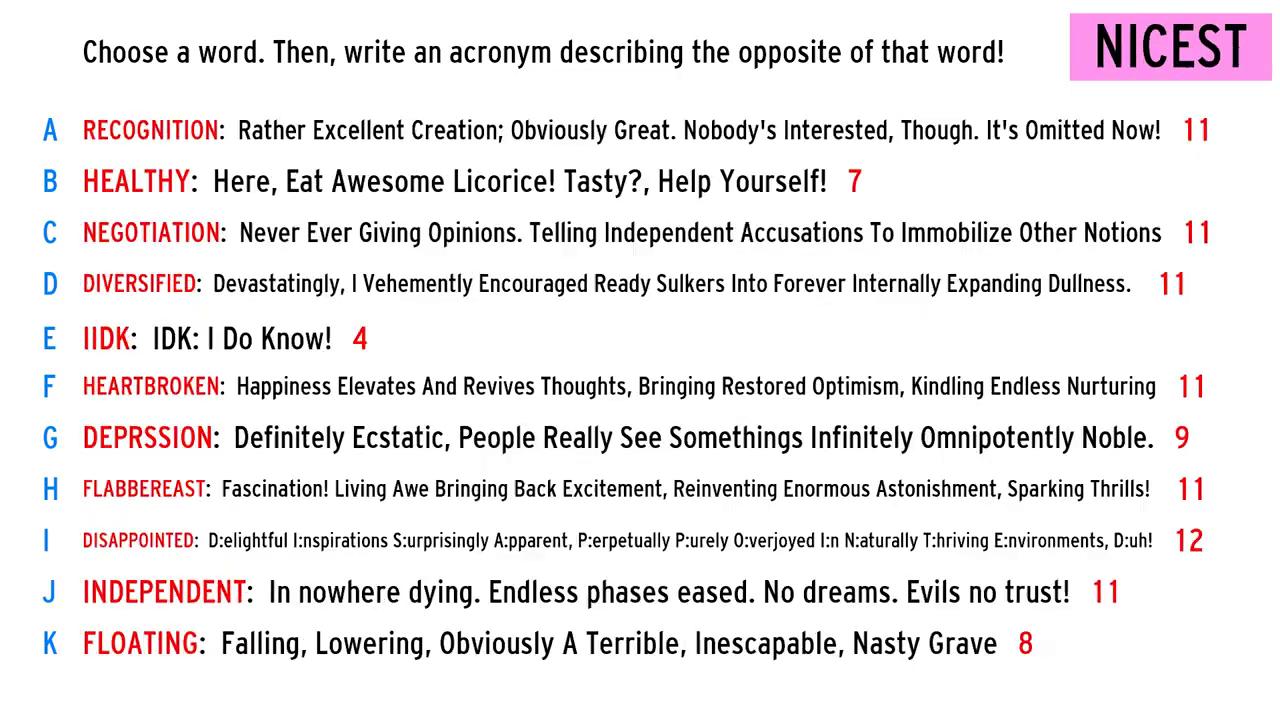 Choose a word. Then, write an acronym describing the opposite of that word!
NICEST
A RECOGNITION: Rather Excellent Creation; Obviously Great. Nobody's Interested, Though. It's Omitted Now! 11
B HEALTHY: Here, Eat Awesome Licorice! Tasty?, Help Yourself! 7
C NEGOTIATION: Never Ever Giving Opinions. Telling Independent Accusations To Immobilize Other Notions 11
D DIVERSIFIED: Devastatingly, I Vehemently Encouraged Ready Sulkers Into Forever Internally Expanding Dullness. 11
E IIDK: IDK: I Do Know! 4
F HEARTBROKEN: Happiness Elevates And Revives Thoughts, Bringing Restored Optimism, Kindling Endless Nurturing 11
G DEPRSSION: Definitely Ecstatic, People Really See Somethings Infinitely Omnipotently Noble. 9
H FLABBEREAST: Fascination! Living Awe Bringing Back Excitement, Reinventing Enormous Astonishment, Sparking Thrills! 11
I DISAPPOINTED: D:elightful I:nspirations S:urprisingly A:pparent, P:erpetually P:urely O:verjoyed I:n N:aturally T:hriving E:nvironments, D:uh! 12
J INDEPENDENT: In nowhere dying. Endless phases eased. No dreams. Evils no trust! 11
K FLOATING: Falling, Lowering, Obviously A Terrible, Inescapable, Nasty Grave 8